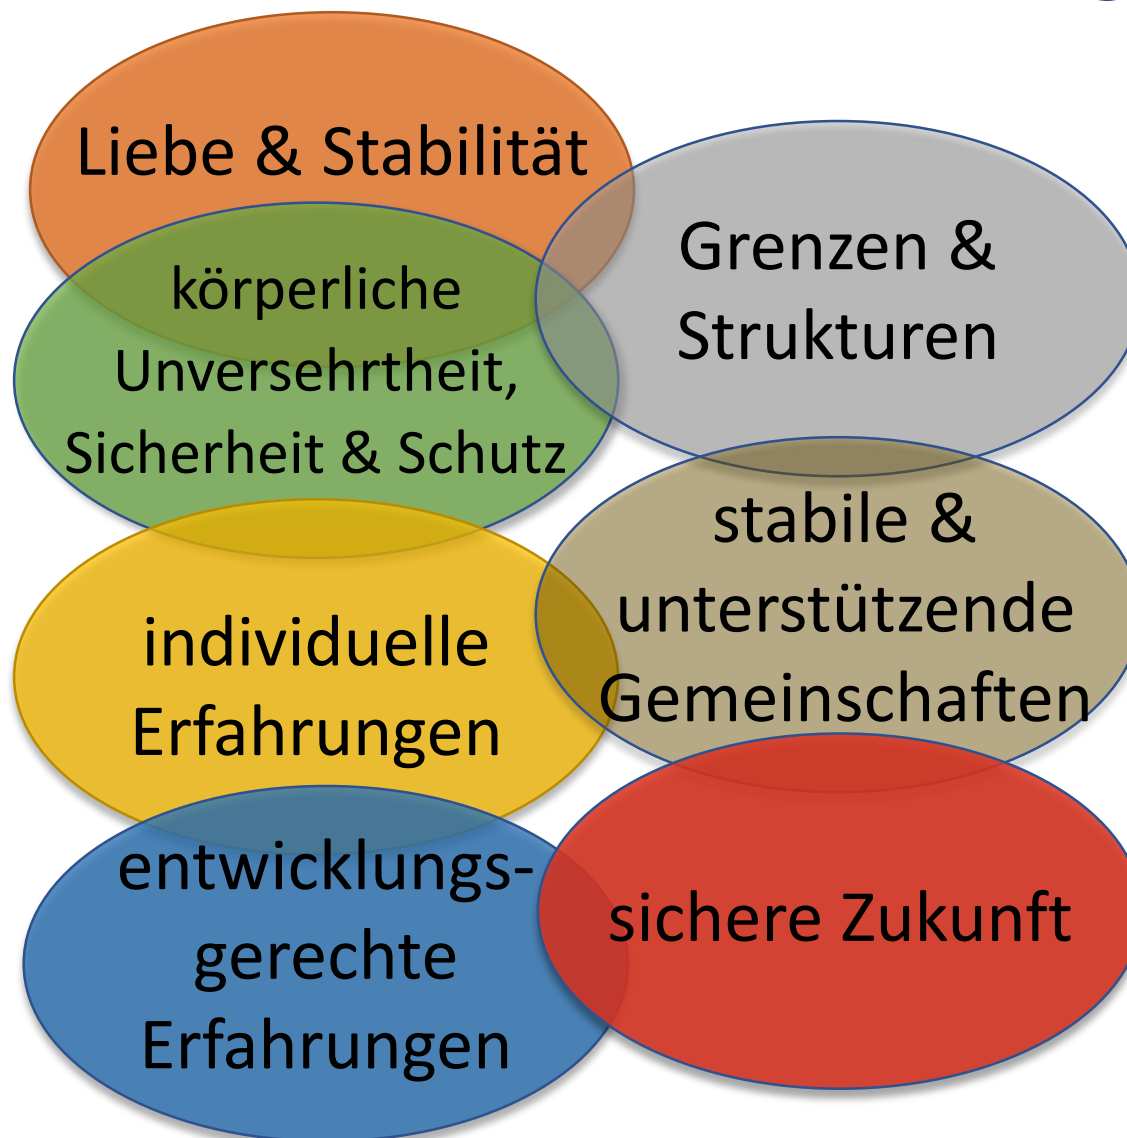 Liebe & Stabilität
körperliche
Unversehrtheit,
Sicherheit & Schutz
individuelle
Erfahrungen
entwicklungs-
gerechte
Erfahrungen
Grenzen &
Strukturen
stabile &
unterstützende
Gemeinschaften
sichere Zukunft